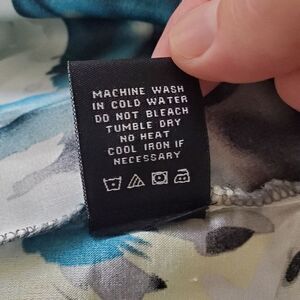 MACHINE WASH
IN COLD WATER
DO NOT BLEACH
TUMBLE DRY
NO HEAT
COOL IRON IF
NECESSARY